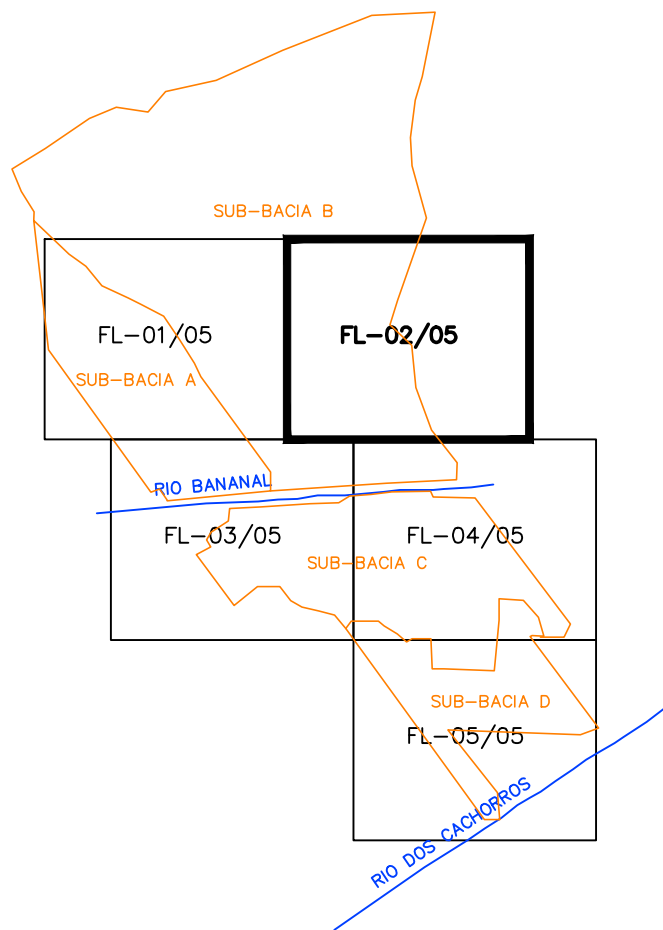 SUB-BACIA B
FL-01/05
FL-02/05
SUB-BACIA A
RIO BANANAL
FL-03/05
FL-04/05
SUB-BACIA C
SUB-BACIA D
FL-05/05
RIO DOS CACHORROS